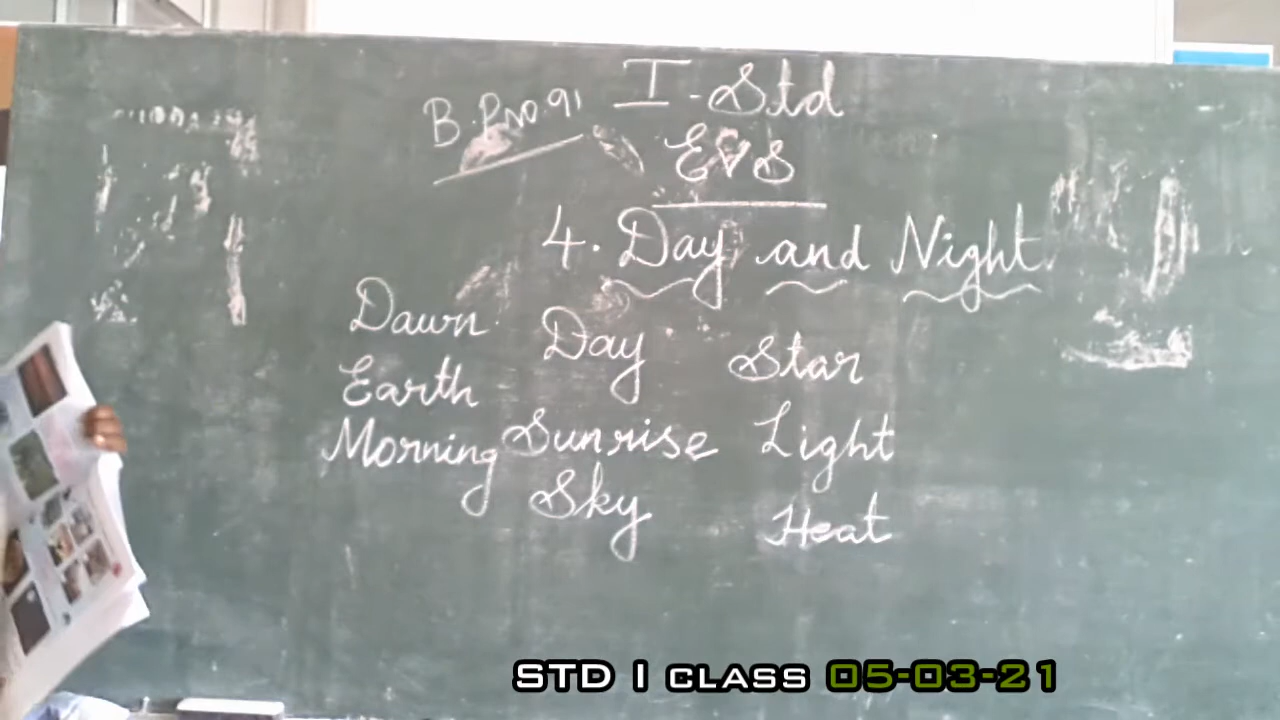 I - Std
B. P.No. 91
EVS
4. Day and Night
Dawn Day Star
Earth
Morning Sunrise Light
Sky Heat
STD I CLASS 05-03-21